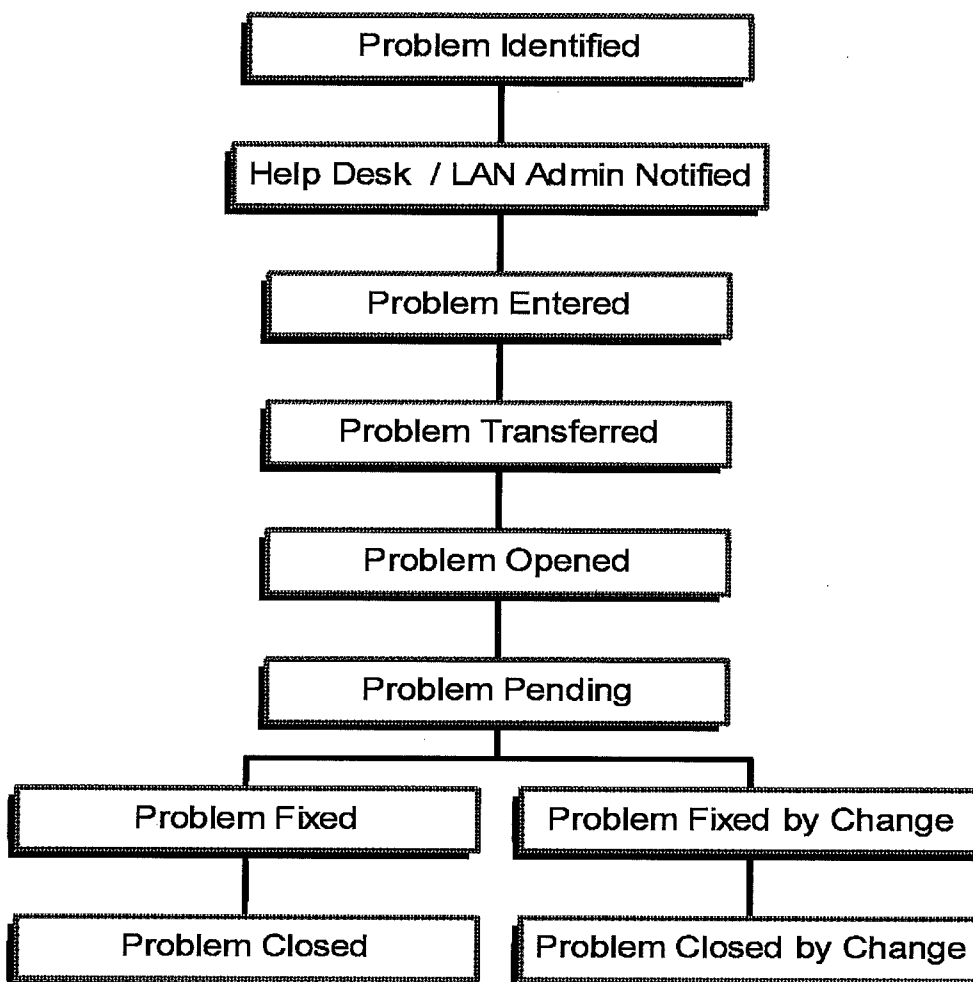 Problem Identified
Help Desk / LAN Admin Notified
Problem Entered
Problem Transferred
Problem Opened
Problem Pending
Problem Fixed
Problem Fixed by Change
Problem Closed
Problem Closed by Change